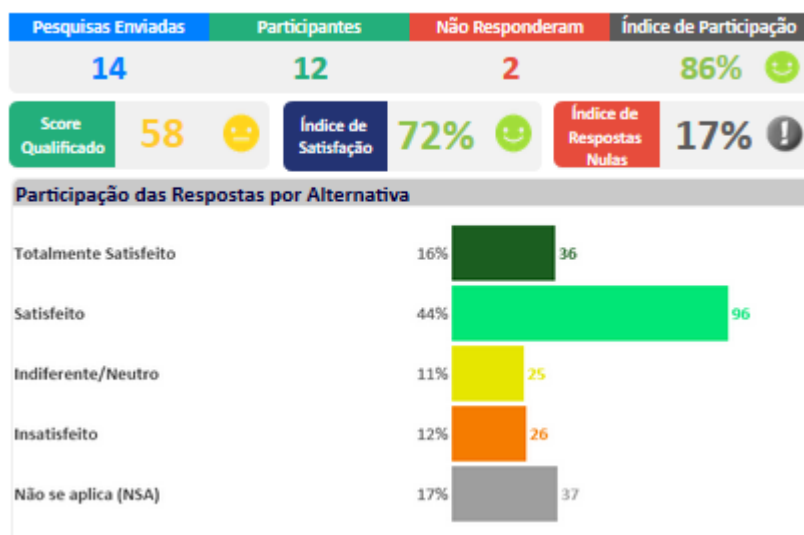 Pesquisas Enviadas Participantes Não Responderam Índice de Participação
14 12 2 86%
Score Qualificado 58
Índice de Satisfação 72%
Índice de Respostas Nulas 17%
Participação das Respostas por Alternativa
Totalmente Satisfeito 16% 36
Satisfeito 44% 96
Indiferente/Neutro 11% 25
Insatisfeito 12% 26
Não se aplica (NSA) 17% 37